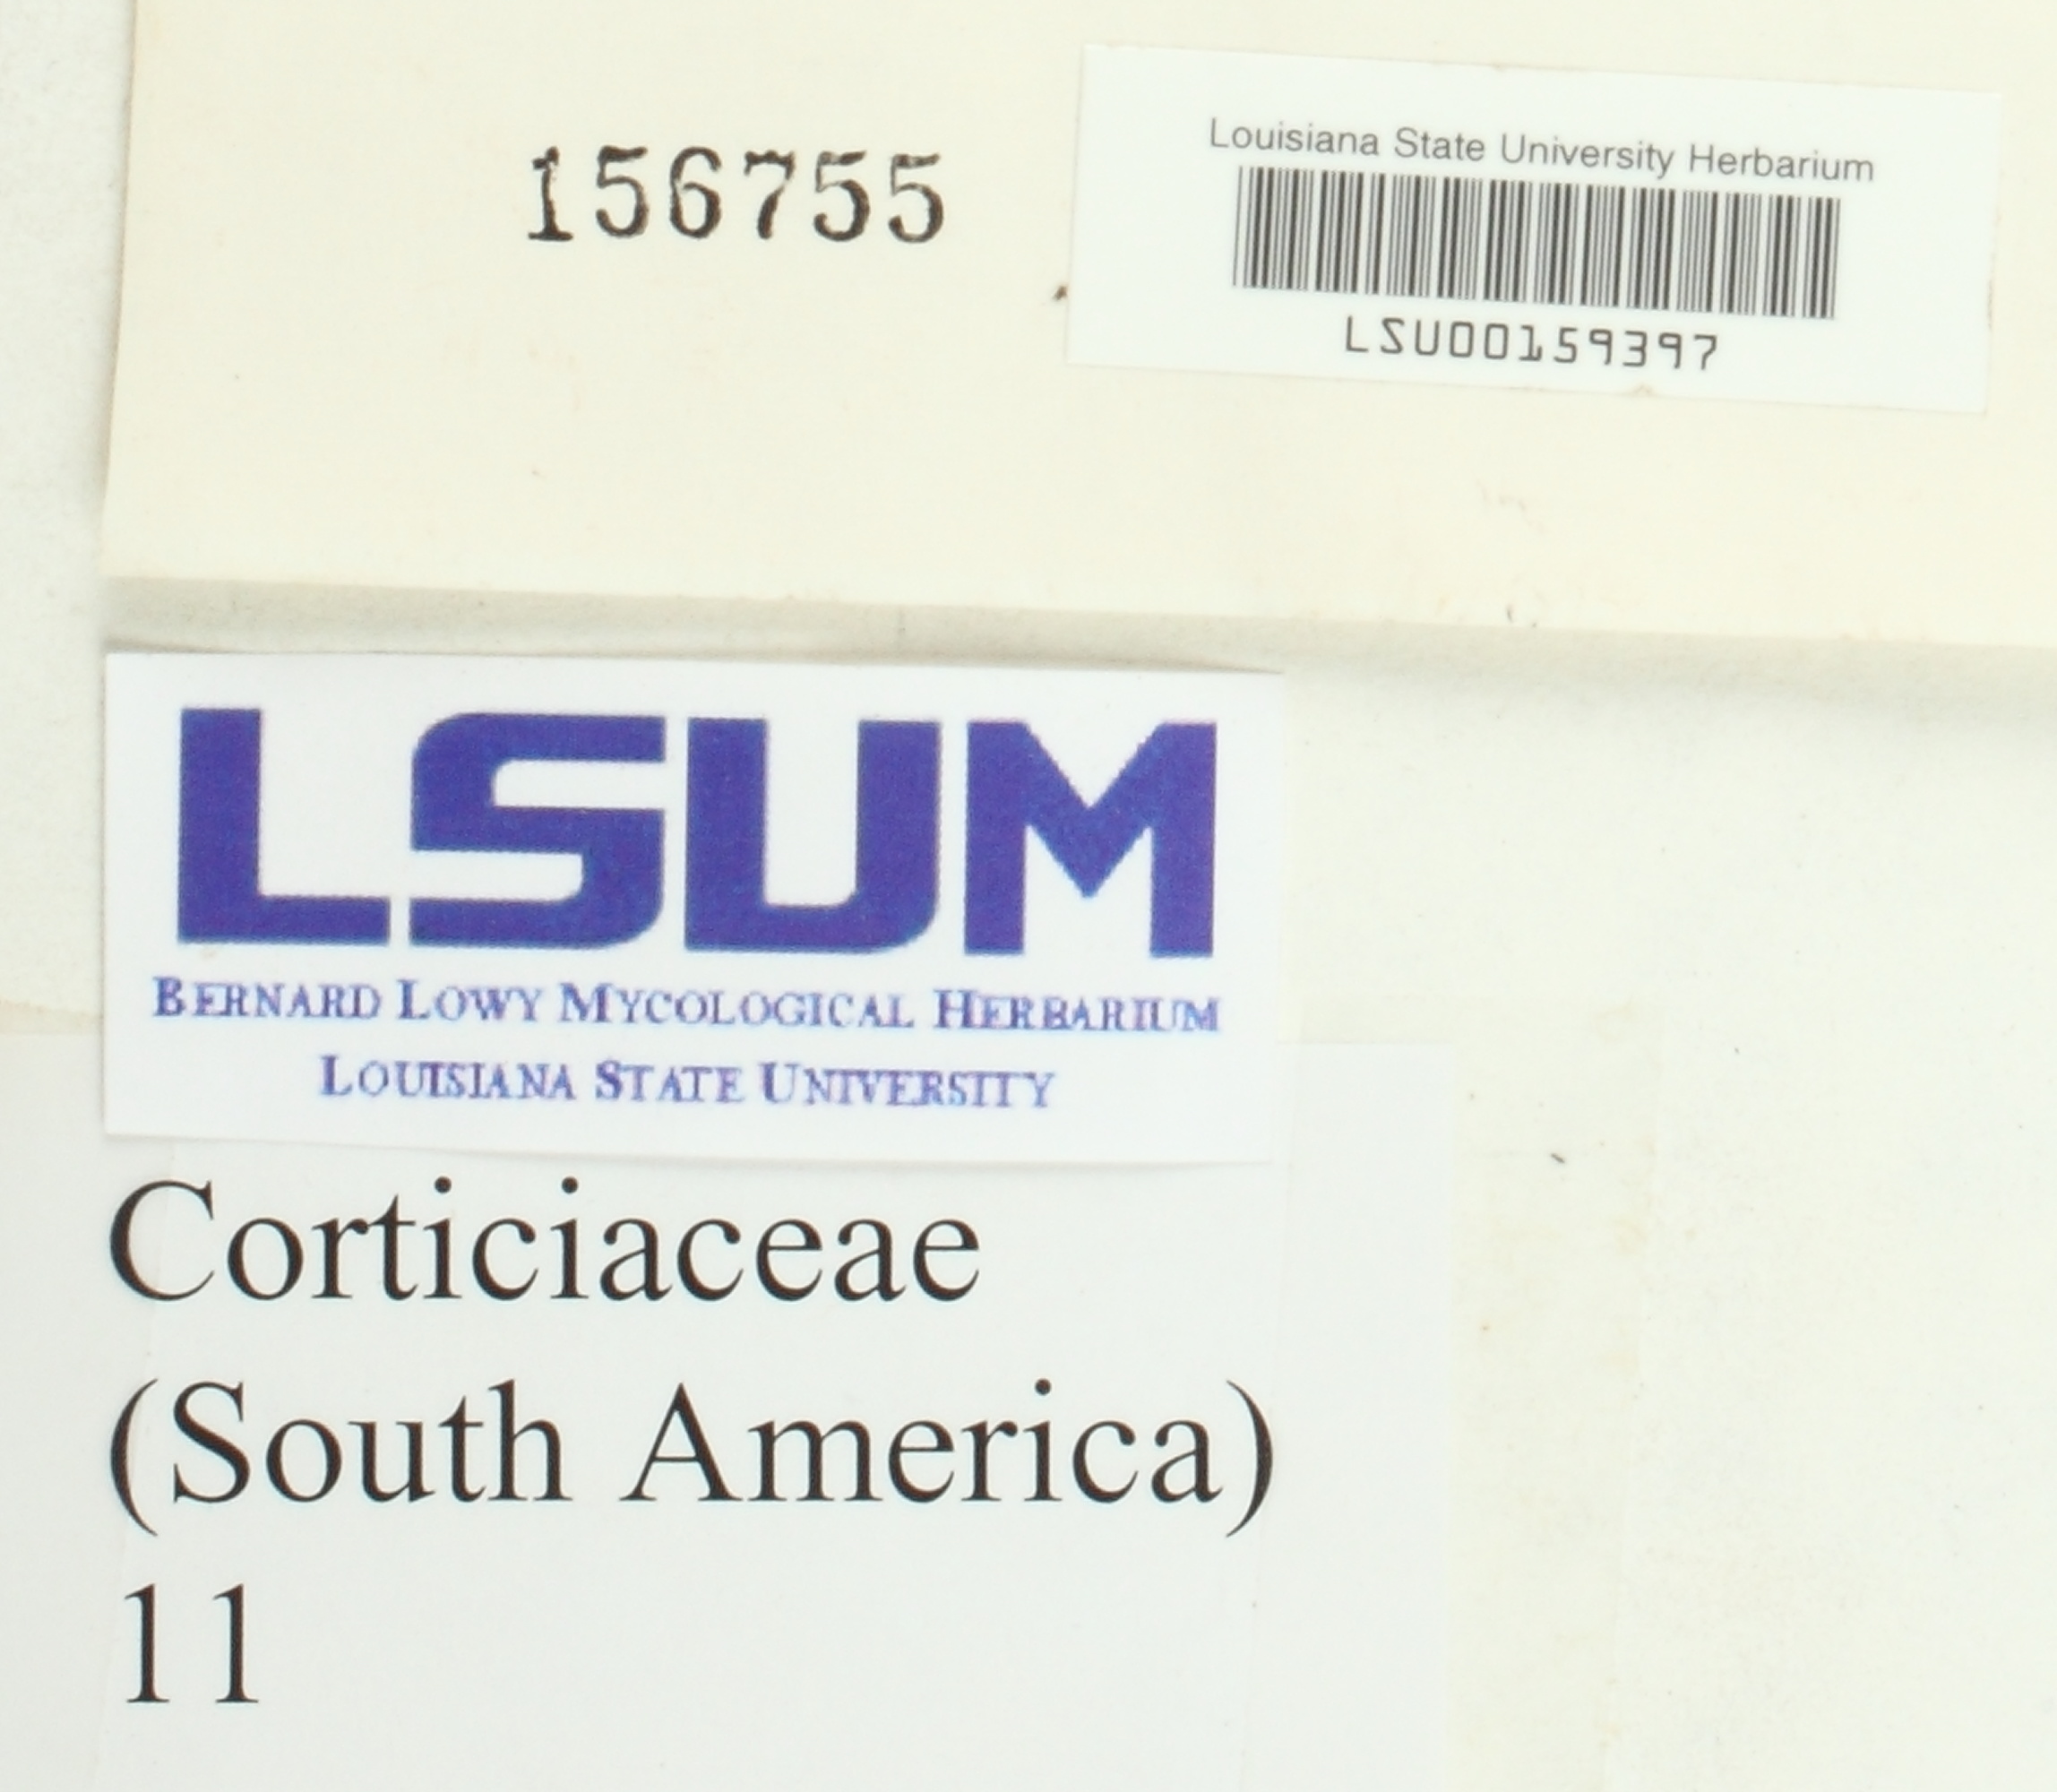 156755
Louisiana State University Herbarium
LSU00159397
LSUM
BERNARD LOWY MYCOLOGICAL HERBARIUM
LOUISIANA STATE UNIVERSITY
Corticiaceae
(South America)
11